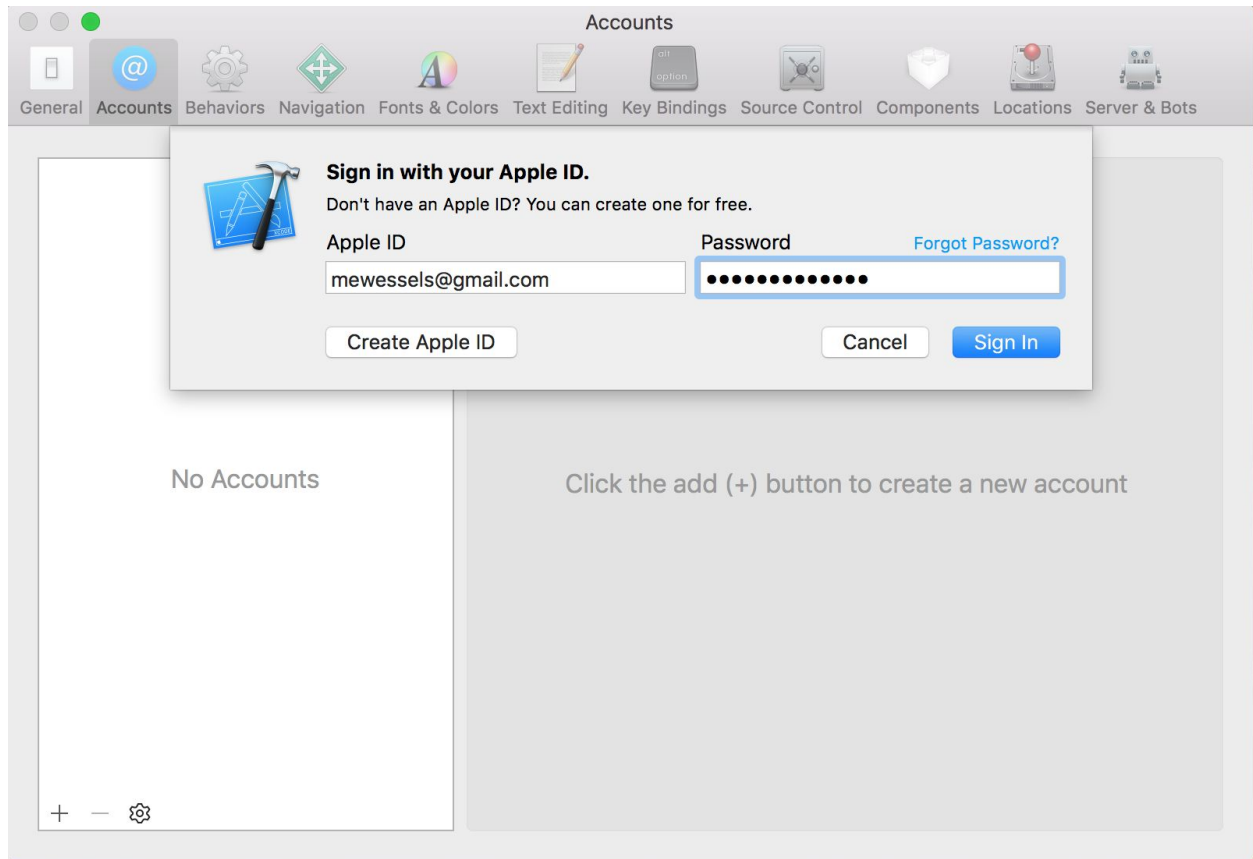 Accounts
alt
option
General Accounts Behaviors Navigation Fonts & Colors Text Editing Key Bindings Source Control Components Locations Server & Bots
Sign in with your Apple ID.
Don't have an Apple ID? You can create one for free.
Apple ID Password Forgot Password?
mewessels@gmail.com •••••••••••••
Create Apple ID Cancel Sign In
No Accounts Click the add (+) button to create a new account